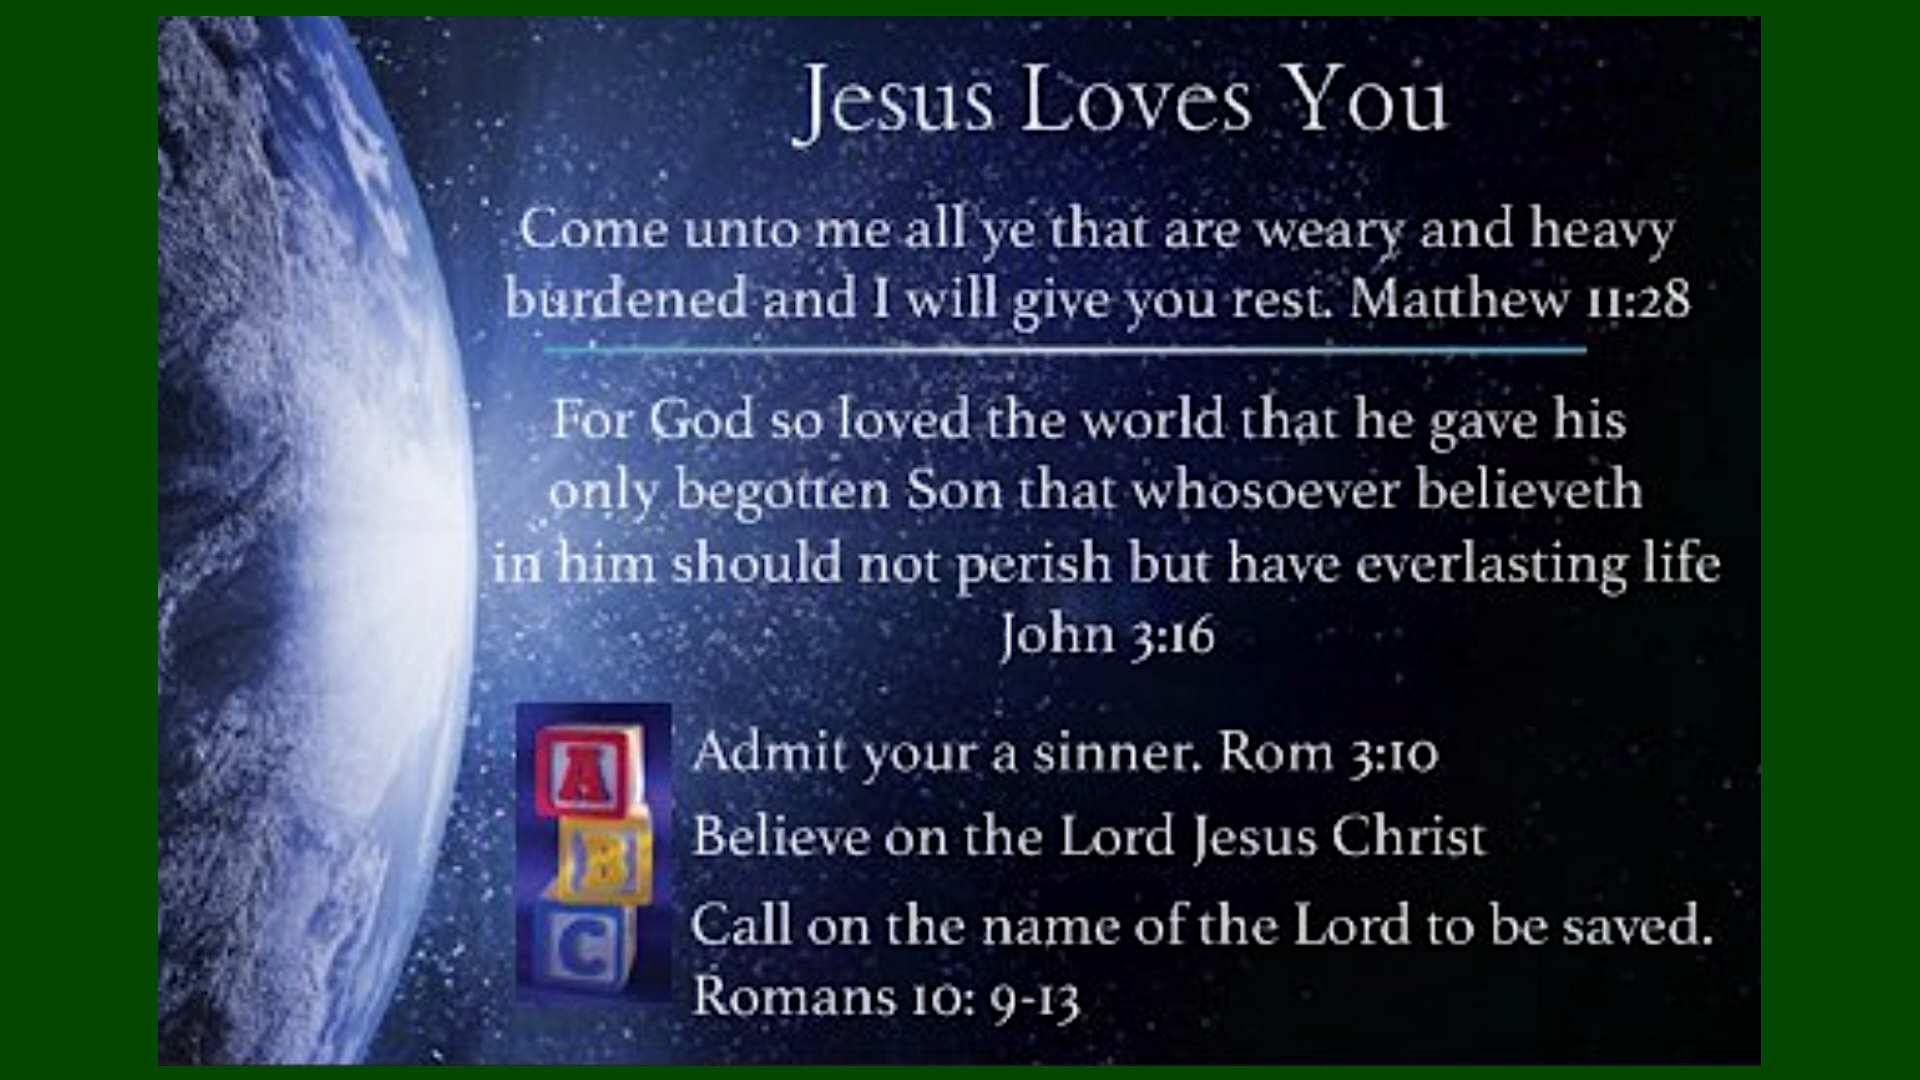 Jesus Loves You
Come unto me all ye that are weary and heavy
burdened and I will give you rest. Matthew 11:28
For God so loved the world that he gave his
only begotten Son that whosoever believeth
in him should not perish but have everlasting life
John 3:16
A
Admit your a sinner. Rom 3:10
B
Believe on the Lord Jesus Christ
C
Call on the name of the Lord to be saved.
Romans 10: 9-13